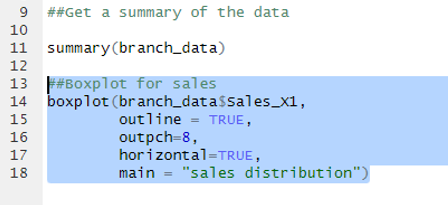 9 ##Get a summary of the data
10
11 summary(branch_data)
12
13 ##Boxplot for sales
14 boxplot(branch_data$Sales_X1,
15 outline = TRUE,
16 outpch=8,
17 horizontal=TRUE,
18 main = "sales distribution")